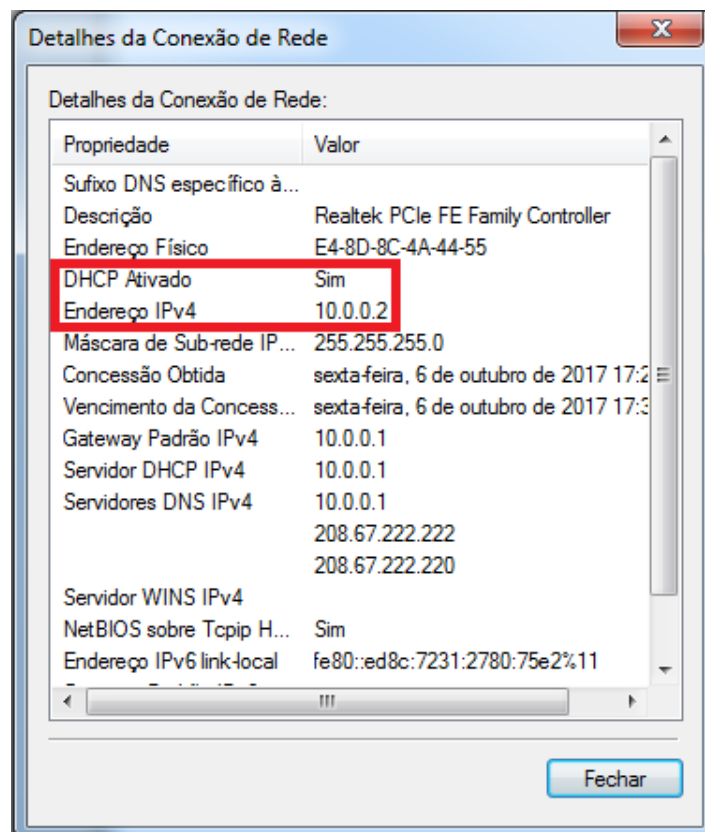 Detalhes da Conexão de Rede
Detalhes da Conexão de Rede:
Propriedade Valor
Sufixo DNS específico à...
Descrição Realtek PCIe FE Family Controller
Endereço Físico E4-8D-8C-4A-44-55
DHCP Ativado Sim
Endereço IPv4 10.0.0.2
Máscara de Sub-rede IP... 255.255.255.0
Concessão Obtida sexta-feira, 6 de outubro de 2017 17:2
Vencimento da Concess... sexta-feira, 6 de outubro de 2017 17:3
Gateway Padrão IPv4 10.0.0.1
Servidor DHCP IPv4 10.0.0.1
Servidores DNS IPv4 10.0.0.1
208.67.222.222
208.67.222.220
Servidor WINS IPv4
NetBIOS sobre Tcpip H... Sim
Endereço IPv6 link-local fe80::ed8c:7231:2780:75e2%11
Fechar